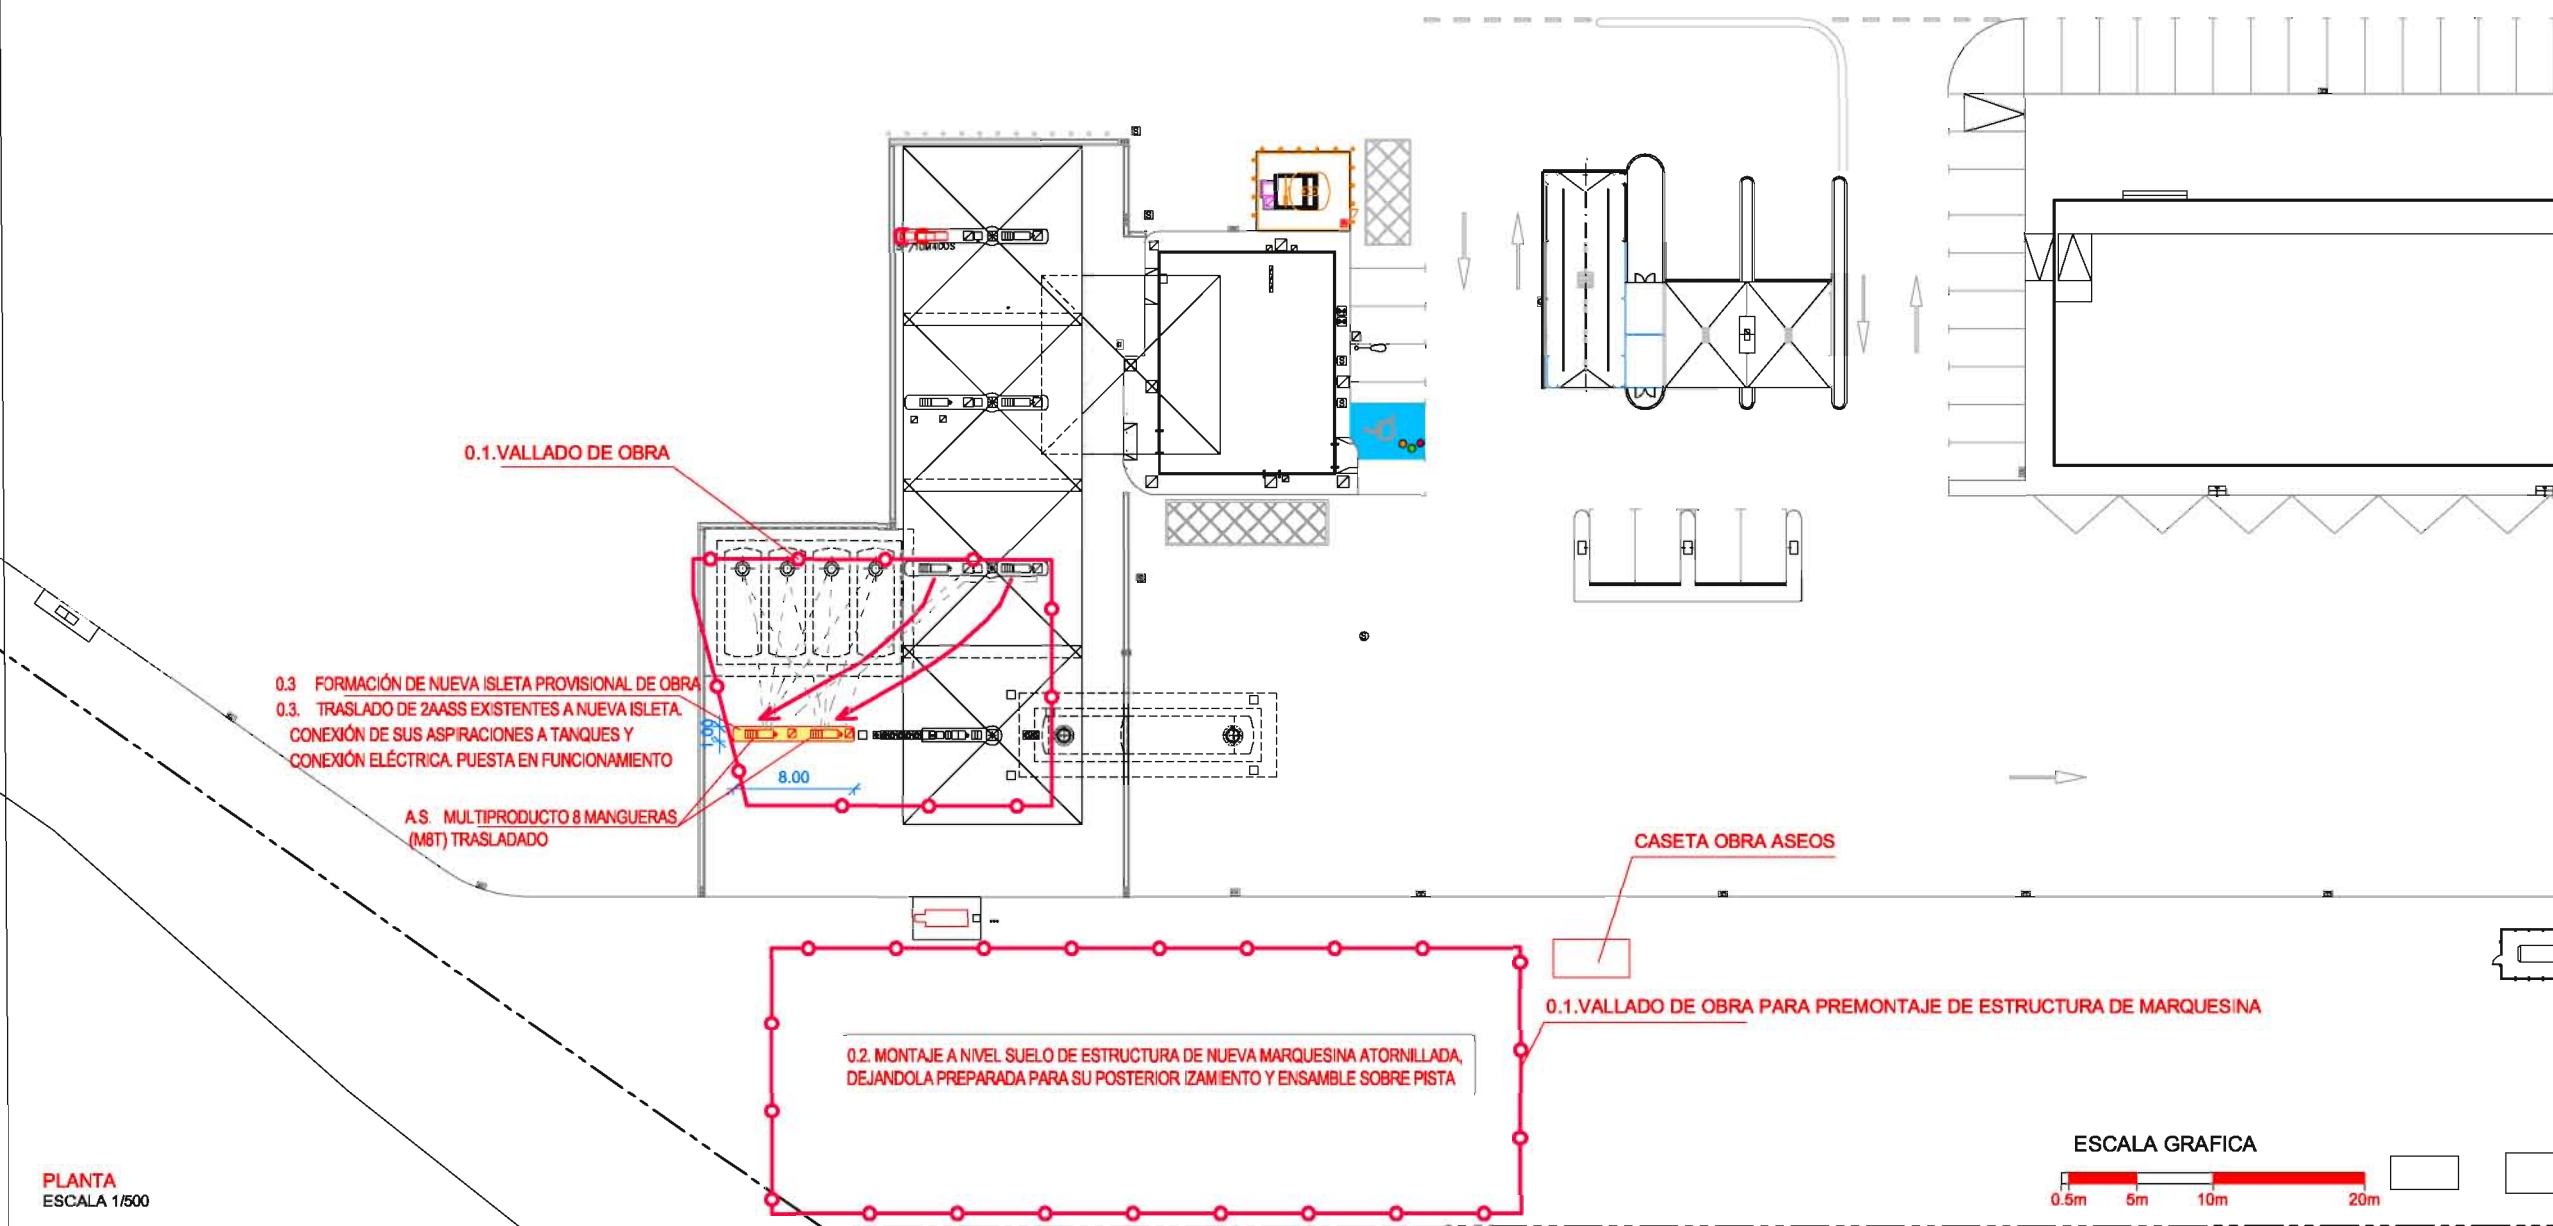 0.1.VALLADO DE OBRA
0.3 FORMACIÓN DE NUEVA ISLETA PROVISIONAL DE OBRA
0.3. TRASLADO DE 2AASS EXISTENTES A NUEVA ISLETA.
CONEXIÓN DE SUS ASPIRACIONES A TANQUES Y
CONEXIÓN ELÉCTRICA. PUESTA EN FUNCIONAMIENTO
1,60
8.00
A.S. MULTIPRODUCTO 8 MANGUERAS
(M8T) TRASLADADO
CASETA OBRA ASEOS
0.1.VALLADO DE OBRA PARA PREMONTAJE DE ESTRUCTURA DE MARQUESINA
0.2. MONTAJE A NIVEL SUELO DE ESTRUCTURA DE NUEVA MARQUESINA ATORNILLADA,
DEJANDOLA PREPARADA PARA SU POSTERIOR IZAMIENTO Y ENSAMBLE SOBRE PISTA
PLANTA
ESCALA 1/500
ESCALA GRAFICA
0.5m 5m 10m 20m